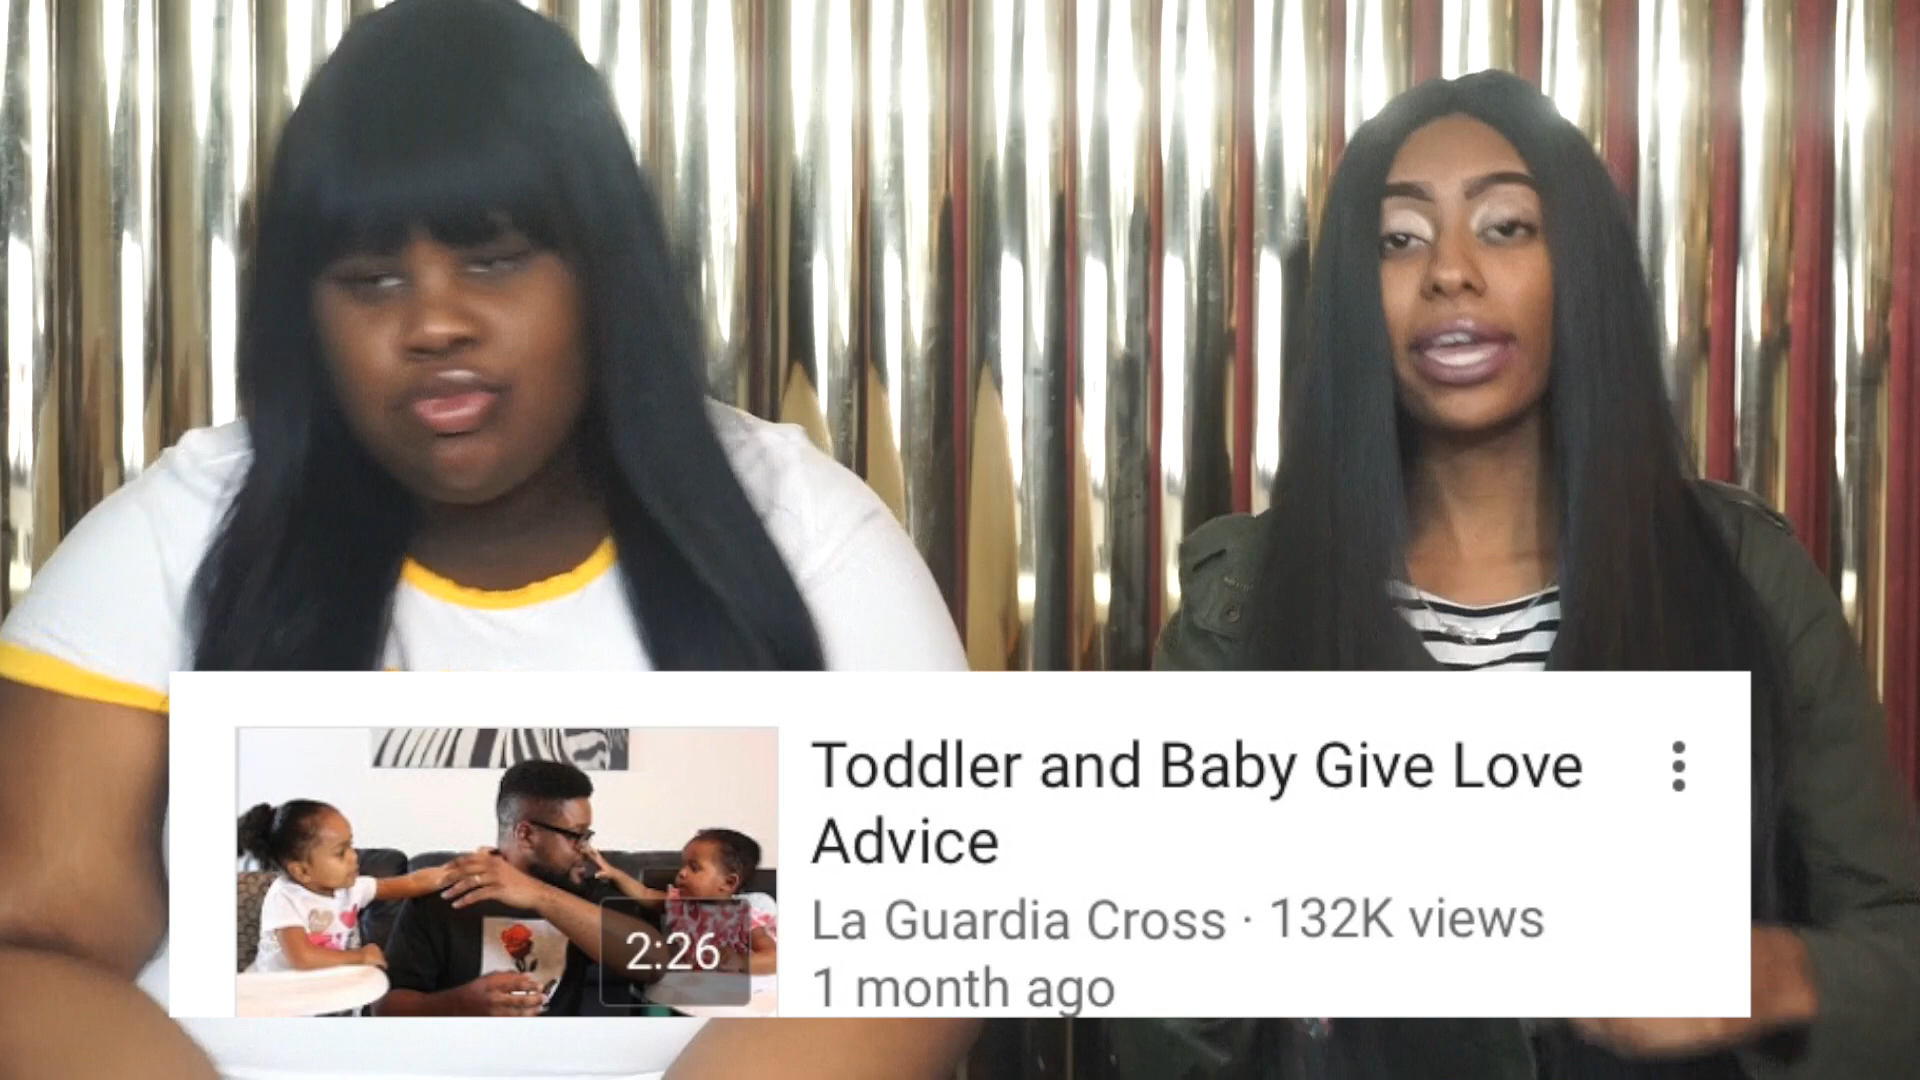 Toddler and Baby Give Love
Advice
La Guardia Cross · 132K views
1 month ago
2:26